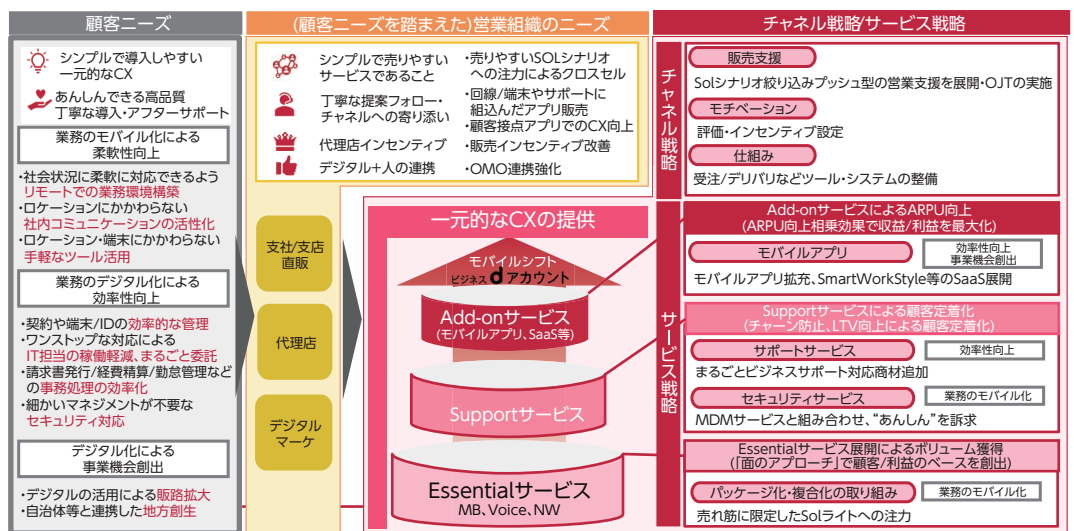 顧客ニーズ
シンプルで導入しやすい
一元的なCX
あんしんできる高品質
丁寧な導入・アフターサポート
業務のモバイル化による
柔軟性向上
・社会状況に柔軟に対応できるよう
リモートでの業務環境構築
・ロケーションにかかわらない
社内コミュニケーションの活性化
・ロケーション・端末にかかわらない
手軽なツール活用
業務のデジタル化による
効率性向上
・契約や端末/IDの効率的な管理
・ワンストップな対応による
IT担当の稼働軽減、まるごと委託
・請求書発行/経費精算/勤怠管理など
の事務処理の効率化
・細かいマネジメントが不要な
セキュリティ対応
デジタル化による
事業機会創出
・デジタルの活用による販路拡大
・自治体等と連携した地方創生
(顧客ニーズを踏まえた)営業組織のニーズ
シンプルで売りやすい
サービスであること
丁寧な提案フォロー・
チャネルへの寄り添い
代理店インセンティブ
デジタル+人の連携
・売りやすいSOLシナリオ
への注力によるクロスセル
・回線/端末やサポートに
組込んだアプリ販売
・顧客接点アプリでのCX向上
・販売インセンティブ改善
・OMO連携強化
支社/支店
直販
代理店
デジタル
マーケ
一元的なCXの提供
モバイルシフト
ビジネスdアカウント
Add-onサービス
(モバイルアプリ、SaaS等)
Supportサービス
Essentialサービス
MB、Voice、NW
チャネル戦略/サービス戦略
チャネル戦略
販売支援
Solシナリオ絞り込みプッシュ型の営業支援を展開・OJTの実施
モチベーション
評価・インセンティブ設定
仕組み
受注/デリバリなどツール・システムの整備
サービス戦略
Add-onサービスによるARPU向上
(ARPU向上相乗効果で収益/利益を最大化)
モバイルアプリ
効率性向上
事業機会創出
モバイルアプリ拡充、SmartWorkStyle等のSaaS展開
Supportサービスによる顧客定着化
(チャーン防止、LTV向上による顧客定着化)
サポートサービス
効率性向上
まるごとビジネスサポート対応商材追加
セキュリティサービス
業務のモバイル化
MDMサービスと組み合わせ、“あんしん”を訴求
Essentialサービス展開によるボリューム獲得
(「面のアプローチ」で顧客/利益のベースを創出)
パッケージ化・複合化の取り組み
業務のモバイル化
売れ筋に限定したSolライトへの注力